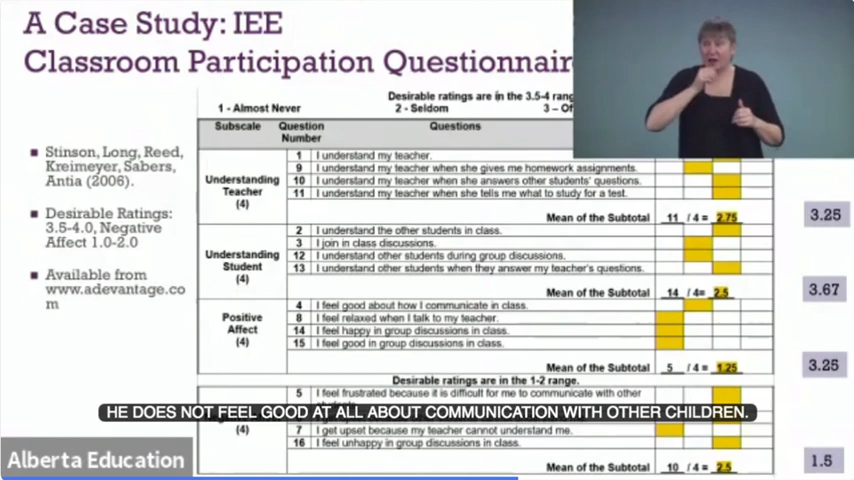 A Case Study: IEE
Classroom Participation Questionnair
Stinson, Long, Reed,
Kreimeyer, Sabers,
Antia (2006).
Desirable Ratings:
3.5-4.0, Negative
Affect 1.0-2.0
Available from
www.adevantage.co
m
Desirable ratings are in the 3.5-4 rang
1 - Almost Never 2 - Seldom 3 – Of
Subscale Question Number Questions
Understanding Teacher (4)
1 I understand my teacher.
9 I understand my teacher when she gives me homework assignments.
10 I understand my teacher when she answers other students' questions.
11 I understand my teacher when she tells me what to study for a test.
Mean of the Subtotal 11 / 4 = 2.75
3.25
Understanding Student (4)
2 I understand the other students in class.
3 I join in class discussions.
12 I understand other students during group discussions.
13 I understand other students when they answer my teacher's questions.
Mean of the Subtotal 14 / 4= 2.5
3.67
Positive Affect (4)
4 I feel good about how I communicate in class.
8 I feel relaxed when I talk to my teacher.
14 I feel happy in group discussions in class.
15 I feel good in group discussions in class.
Mean of the Subtotal 5 / 4 = 1.25
3.25
Desirable ratings are in the 1-2 range.
5 I feel frustrated because it is difficult for me to communicate with other
HE DOES NOT FEEL GOOD AT ALL ABOUT COMMUNICATION WITH OTHER CHILDREN.
(4)
7 I get upset because my teacher cannot understand me.
16 I feel unhappy in group discussions in class.
Mean of the Subtotal 10 / 4 = 2.5
1.5
Alberta Education